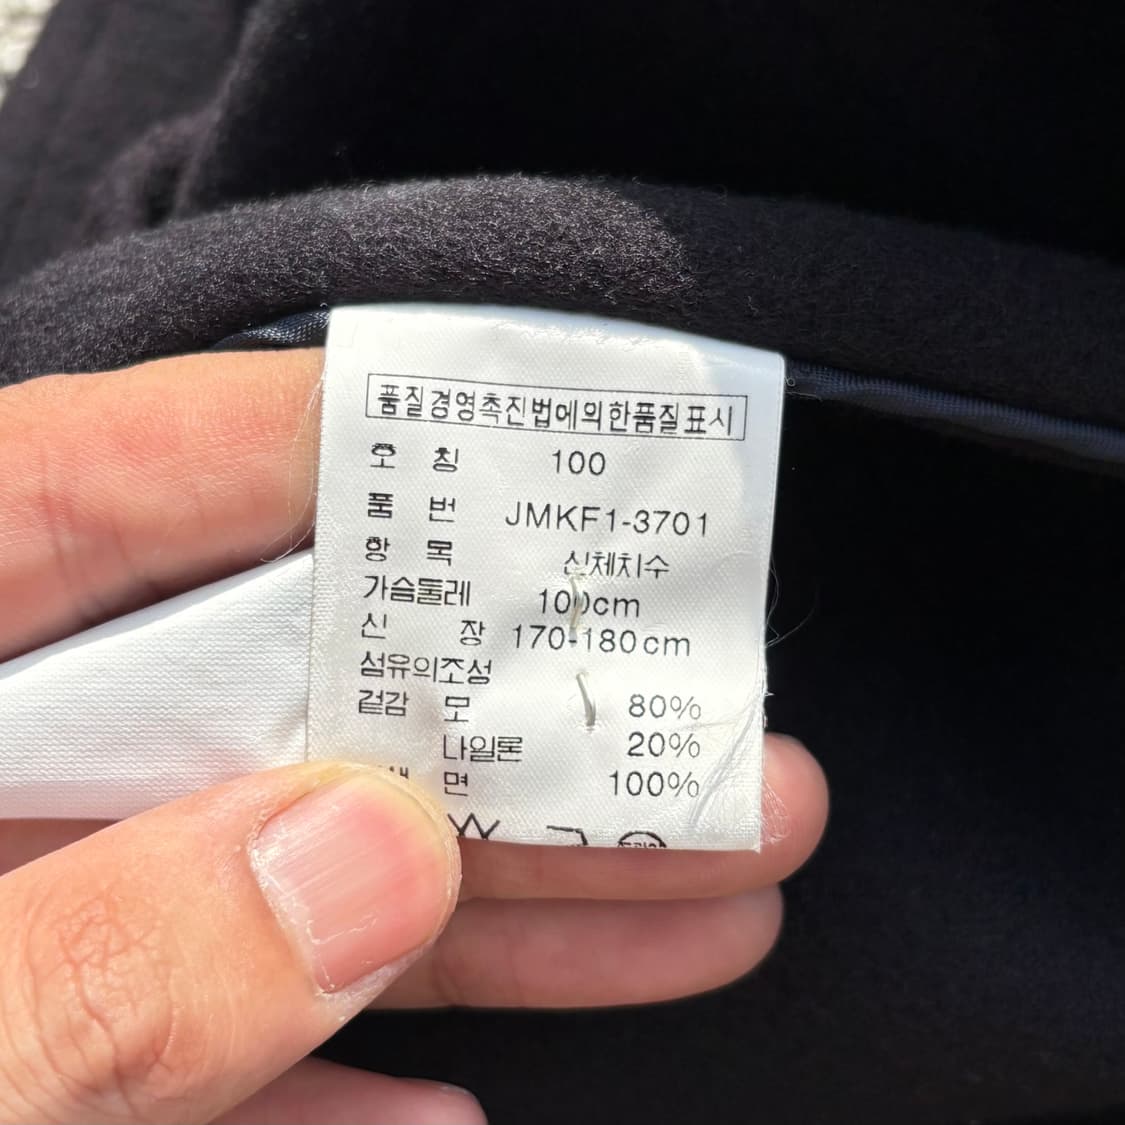 품질경영촉진법에의한품질표시
호 칭 100
품 번 JMKF1-3701
항 목 신체치수
가슴둘레 100cm
신 장 170-180cm
섬유의조성
겉감 모 80%
나일론 20%
면 100%